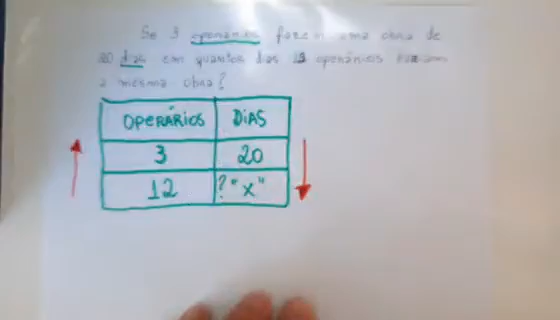 Se 3 operários fazem uma obra de
20 dias em quantos dias 12 operários fariam
a mesma obra?
OPERÁRIOS DIAS
3 20
12 ? "x"